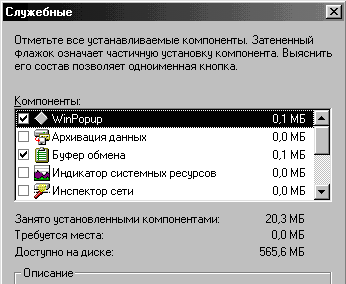 Служебные
Отметьте все устанавливаемые компоненты. Затененный
флажок означает частичную установку компонента. Выяснить
его состав позволяет одноименная кнопка.
Компоненты:
WinPopup 0,1 МБ
Архивация данных 0,0 МБ
Буфер обмена 0,1 МБ
Индикатор системных ресурсов 0,0 МБ
Инспектор сети 0,0 МБ
Занято установленными компонентами: 20,3 МБ
Требуется места: 0,0 МБ
Доступно на диске: 565,6 МБ
Описание